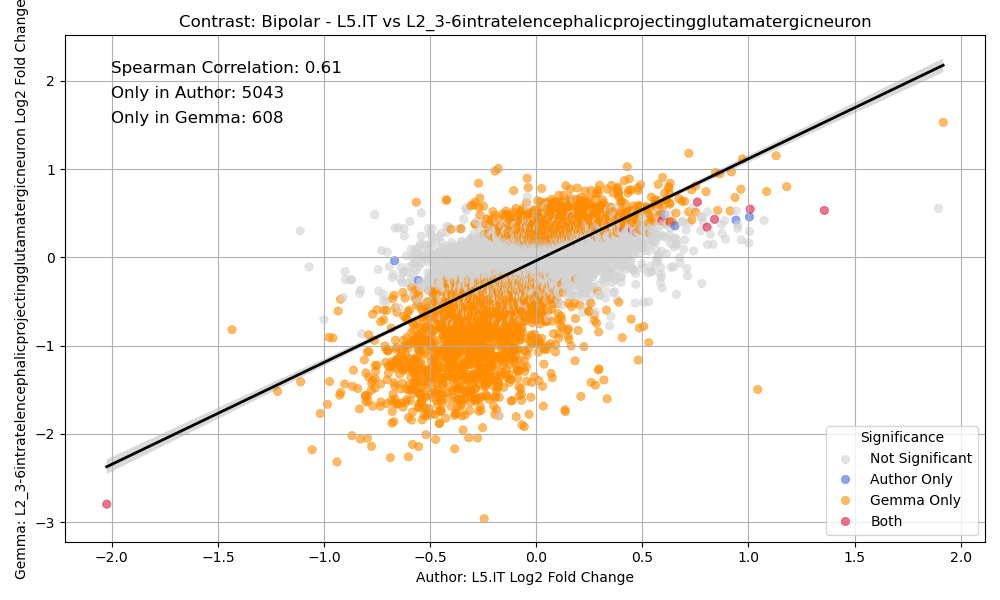 Contrast: Bipolar - L5.IT vs L2_3-6intratelencephalicprojectingglutamatergicneuron
Gemma: L2_3-6intratelencephalicprojectingglutamatergicneuron Log2 Fold Change
Spearman Correlation: 0.61
Only in Author: 5043
Only in Gemma: 608
2
1
0
−1
−2
−3
Significance
Not Significant
Author Only
Gemma Only
Both
−2.0 −1.5 −1.0 −0.5 0.0 0.5 1.0 1.5 2.0
Author: L5.IT Log2 Fold Change